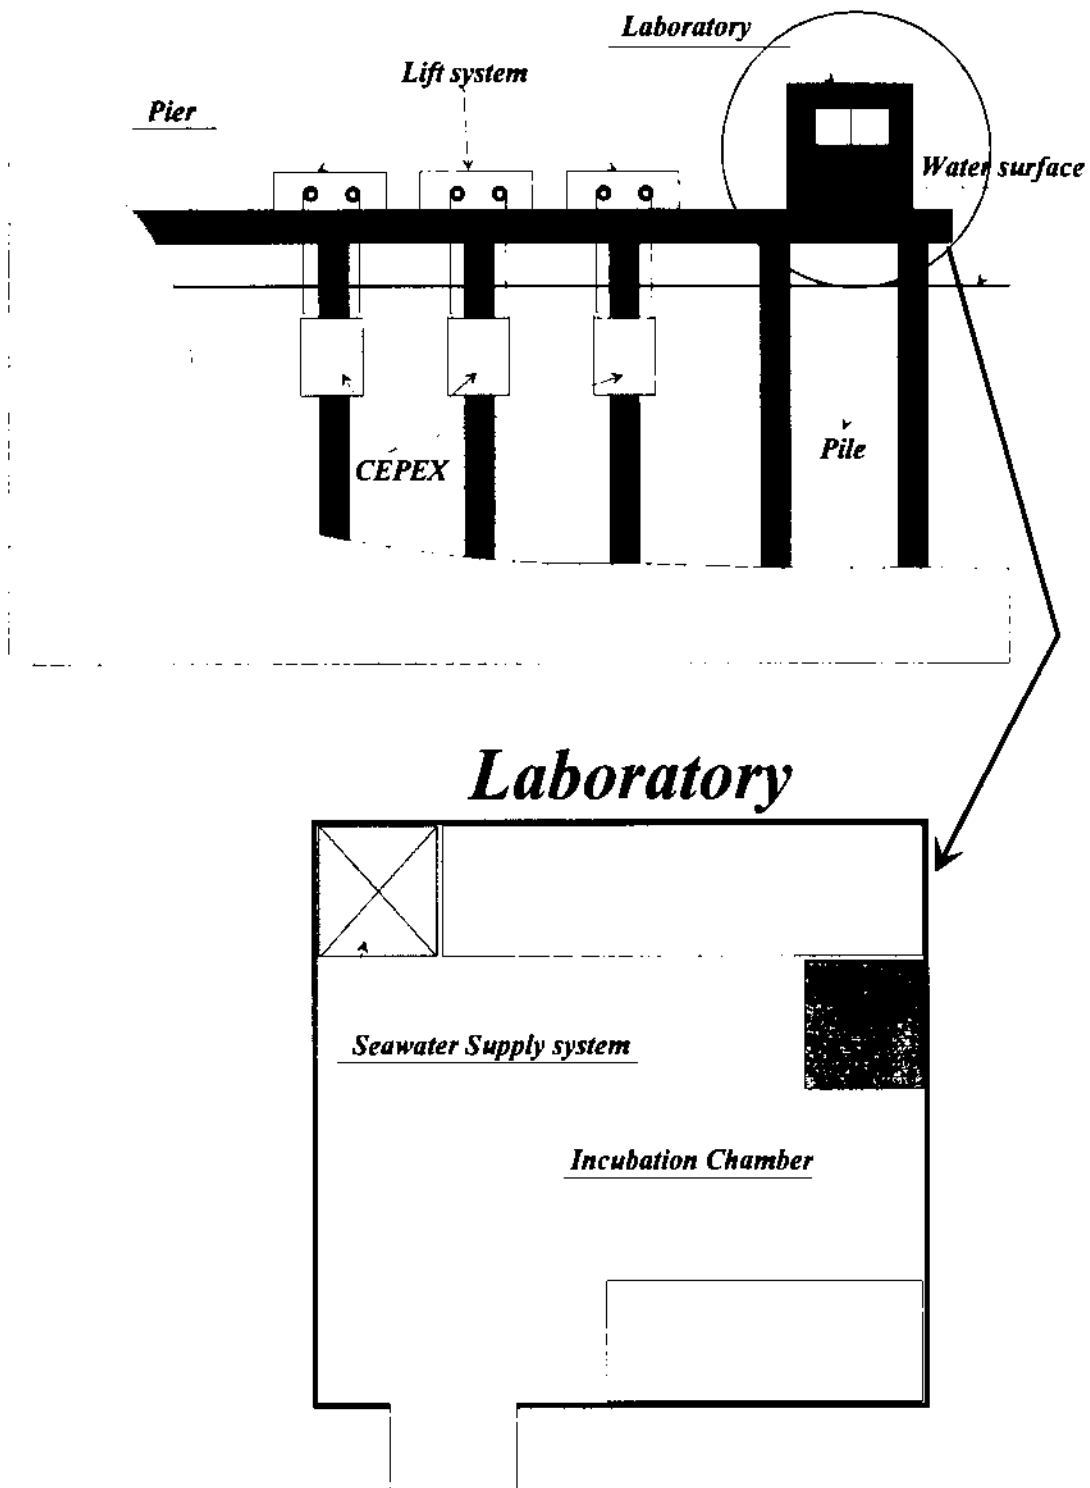 Laboratory
Lift system
Pier
Water surface
CEPEX
Pile
Laboratory
Seawater Supply system
Incubation Chamber